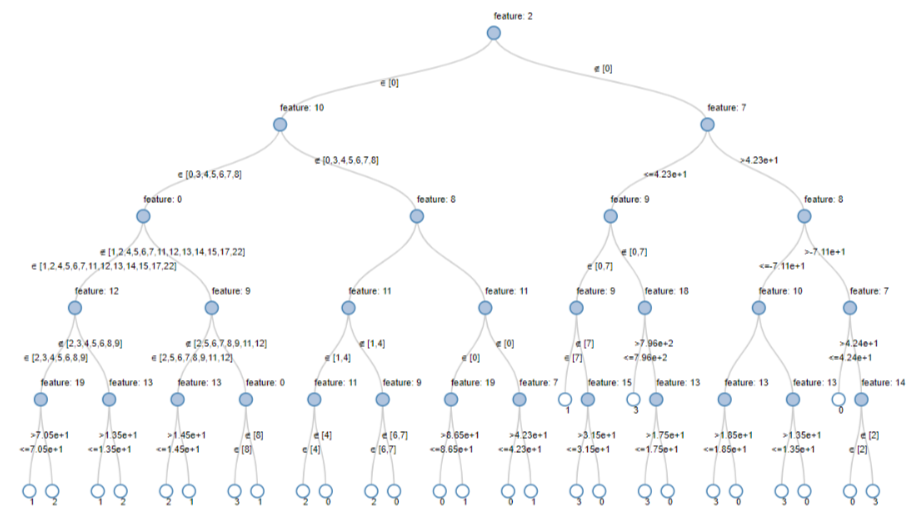 feature: 2
∈ [0]
∉ [0]
feature: 10
feature: 7
∈ [0,3,4,5,6,7,8]
∉ [0,3,4,5,6,7,8]
<=4.23e+1
>4.23e+1
feature: 0
feature: 8
feature: 9
feature: 8
∉ [1,2,4,5,6,7,11,12,13,14,15,17,22]
∈ [1,2,4,5,6,7,11,12,13,14,15,17,22]
∉ [0,7]
∈ [0,7]
>-7.11e+1
<=-7.11e+1
feature: 12
feature: 9
feature: 11
feature: 11
feature: 9
feature: 18
feature: 10
feature: 7
∉ [2,3,4,5,6,8,9]
∈ [2,3,4,5,6,8,9]
∉ [2,5,6,7,8,9,11,12]
∈ [2,5,6,7,8,9,11,12]
∉ [1,4]
∈ [1,4]
∉ [0]
∈ [0]
∉ [7]
∈ [7]
>7.96e+2
<=7.96e+2
>4.24e+1
<=4.24e+1
feature: 19
feature: 13
feature: 13
feature: 0
feature: 11
feature: 9
feature: 19
feature: 7
1
feature: 15
3
feature: 13
feature: 13
feature: 13
0
feature: 14
>7.05e+1
<=7.05e+1
>1.35e+1
<=1.35e+1
>1.45e+1
<=1.45e+1
∉ [8]
∈ [8]
∉ [4]
∈ [4]
∉ [6,7]
∈ [6,7]
>8.65e+1
<=8.65e+1
>4.23e+1
<=4.23e+1
>3.15e+1
<=3.15e+1
>1.75e+1
<=1.75e+1
>1.85e+1
<=1.85e+1
>1.35e+1
<=1.35e+1
∉ [2]
∈ [2]
1 2 1 2 2 1 3 1 2 0 2 0 0 1 0 1 3 0 3 0 3 0 3 0 0 3